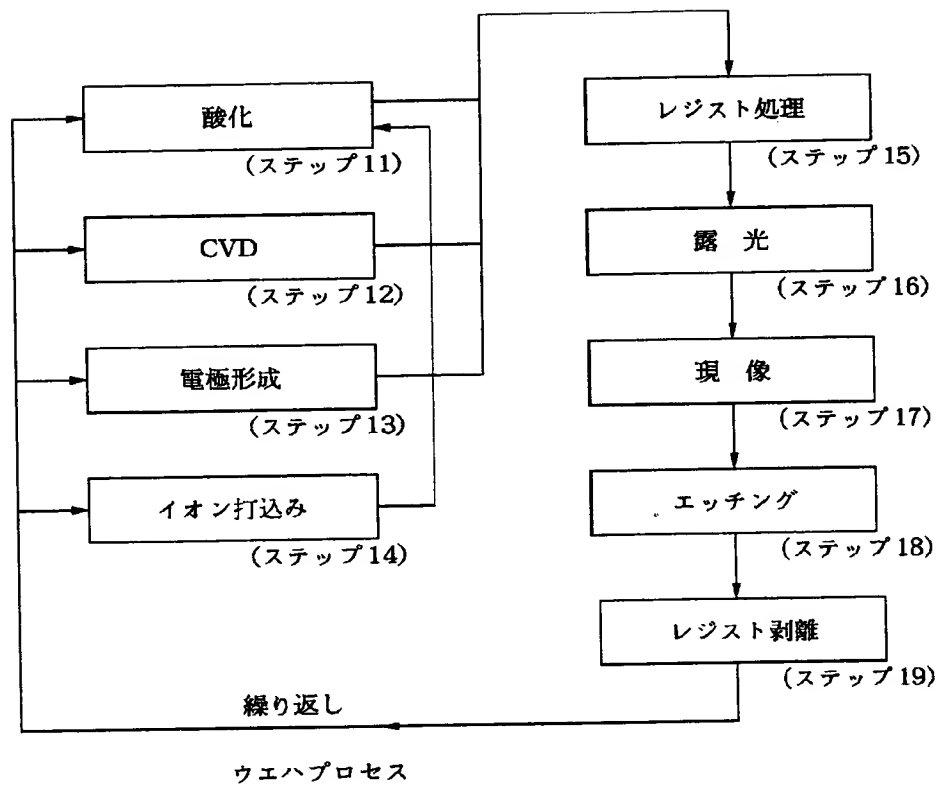 酸化
(ステップ11)
CVD
(ステップ12)
電極形成
(ステップ13)
イオン打込み
(ステップ14)
レジスト処理
(ステップ15)
露 光
(ステップ16)
現 像
(ステップ17)
エッチング
(ステップ18)
レジスト剥離
(ステップ19)
繰り返し
ウエハプロセス